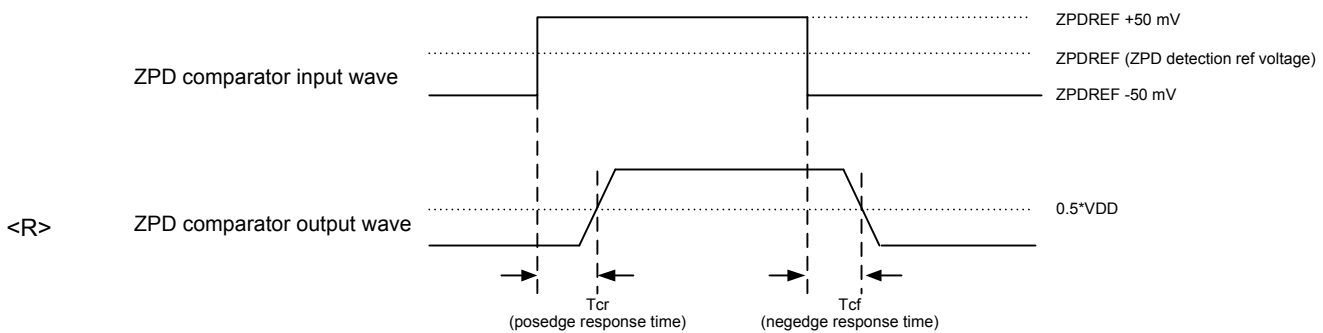 ZPDREF +50 mV
ZPDREF (ZPD detection ref voltage)
ZPD comparator input wave
ZPDREF -50 mV
0.5*VDD
<R>
ZPD comparator output wave
Tcr
(posedge response time)
Tcf
(negedge response time)